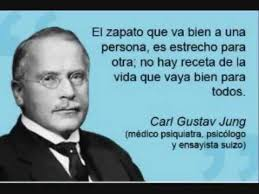 El zapato que va bien a una
persona, es estrecho para
otra; no hay receta de la
vida que vaya bien para
todos.
Carl Gustav Jung
(médico psiquiatra, psicólogo
y ensayista suizo)